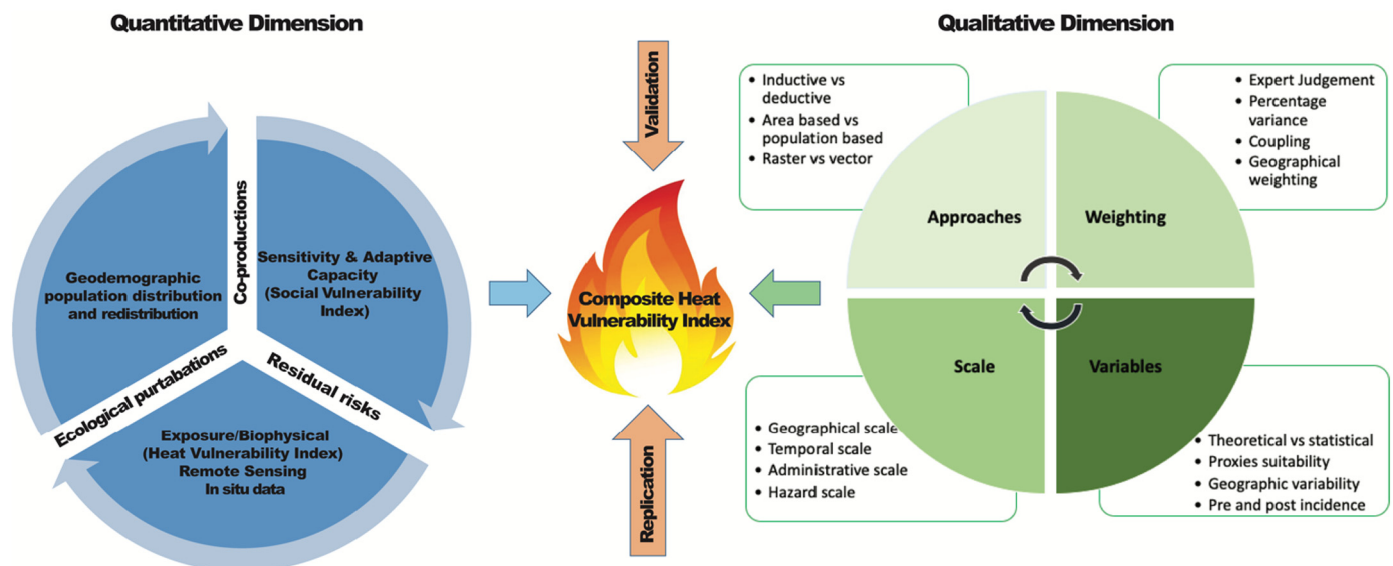 Quantitative Dimension
Geodemographic
population distribution
and redistribution
Co-productions
Sensitivity & Adaptive
Capacity
(Social Vulnerability
Index)
Ecological purtabations
Residual risks
Exposure/Biophysical
(Heat Vulnerability Index)
Remote Sensing
In situ data
Validation
Composite Heat
Vulnerability Index
Replication
Qualitative Dimension
• Inductive vs
deductive
• Area based vs
population based
• Raster vs vector
• Expert Judgement
• Percentage
variance
• Coupling
• Geographical
weighting
Approaches
Weighting
Scale
Variables
• Geographical scale
• Temporal scale
• Administrative scale
• Hazard scale
• Theoretical vs statistical
• Proxies suitability
• Geographic variability
• Pre and post incidence